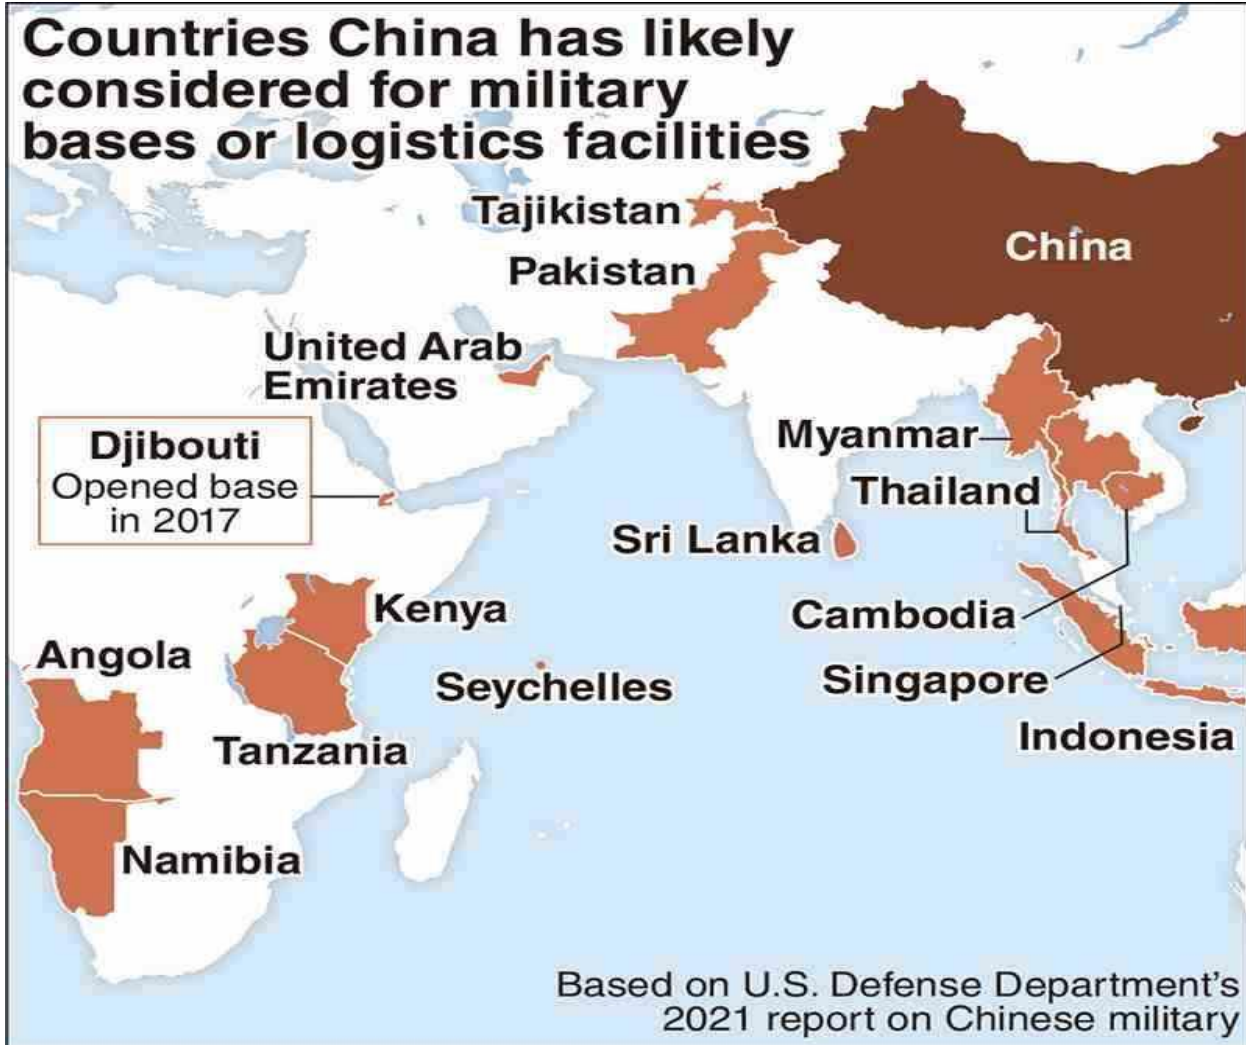 Countries China has likely
considered for military
bases or logistics facilities
Tajikistan
China
Pakistan
United Arab
Emirates
Djibouti
Opened base
in 2017
Myanmar
Thailand
Sri Lanka
Kenya
Cambodia
Angola
Seychelles
Singapore
Tanzania
Indonesia
Namibia
Based on U.S. Defense Department's
2021 report on Chinese military